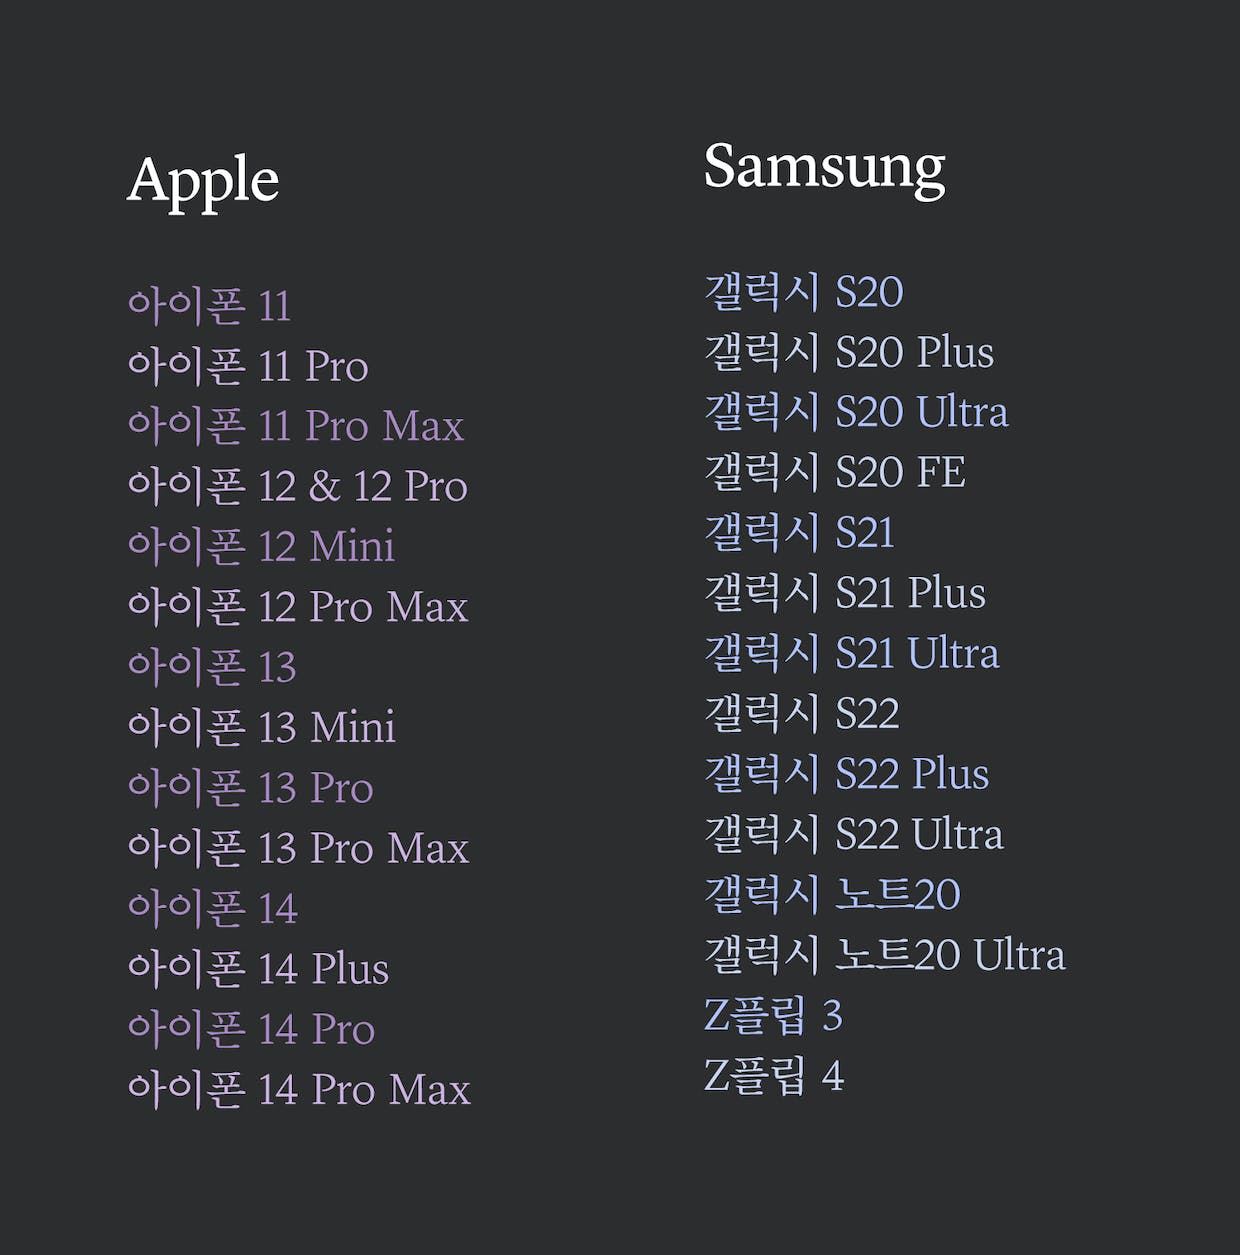 Apple
아이폰 11
아이폰 11 Pro
아이폰 11 Pro Max
아이폰 12 & 12 Pro
아이폰 12 Mini
아이폰 12 Pro Max
아이폰 13
아이폰 13 Mini
아이폰 13 Pro
아이폰 13 Pro Max
아이폰 14
아이폰 14 Plus
아이폰 14 Pro
아이폰 14 Pro Max
Samsung
갤럭시 S20
갤럭시 S20 Plus
갤럭시 S20 Ultra
갤럭시 S20 FE
갤럭시 S21
갤럭시 S21 Plus
갤럭시 S21 Ultra
갤럭시 S22
갤럭시 S22 Plus
갤럭시 S22 Ultra
갤럭시 노트20
갤럭시 노트20 Ultra
Z플립 3
Z플립 4